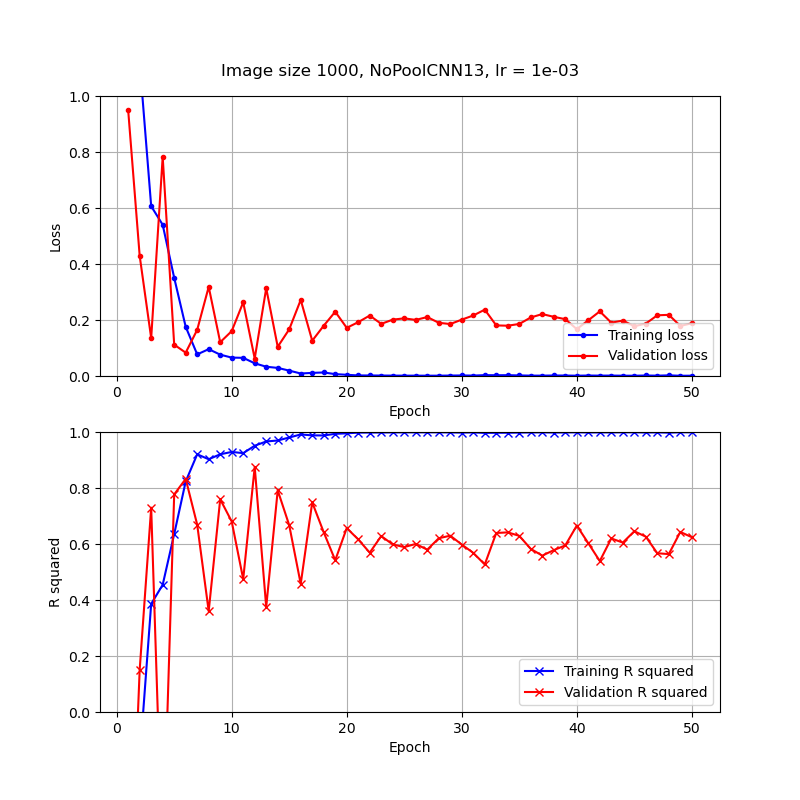 Image size 1000, NoPoolCNN13, lr = 1e-03
1.0
0.8
0.6
0.4
0.2
0.0
Loss
0 10 20 30 40 50
Epoch
Training loss
Validation loss
1.0
0.8
0.6
0.4
0.2
0.0
R squared
0 10 20 30 40 50
Epoch
Training R squared
Validation R squared